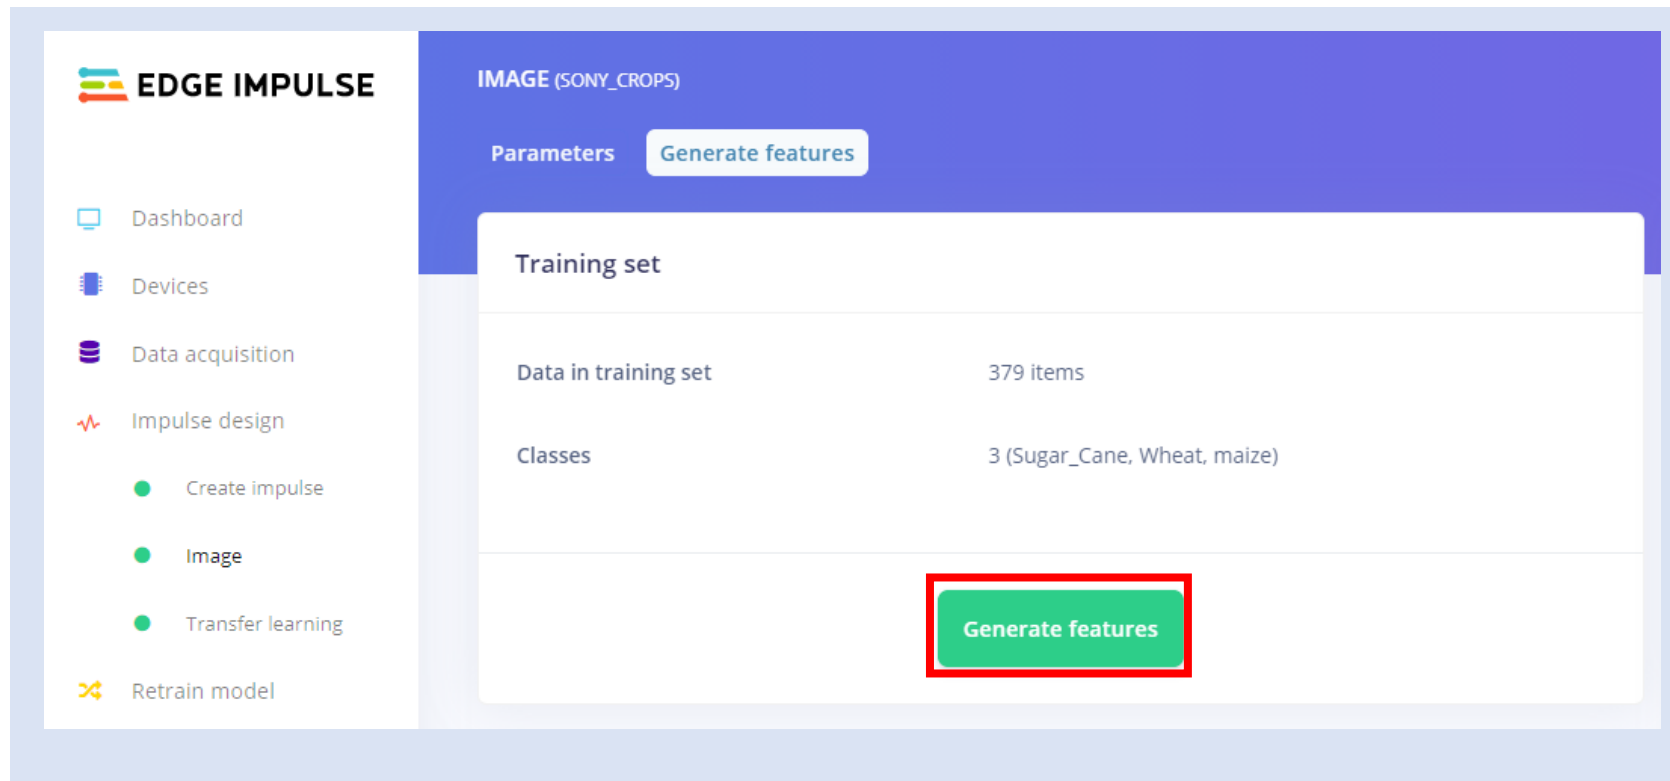 EDGE IMPULSE
Dashboard
Devices
Data acquisition
Impulse design
Create impulse
Image
Transfer learning
Retrain model
IMAGE (SONY_CROPS)
Parameters Generate features
Training set
Data in training set 379 items
Classes 3 (Sugar_Cane, Wheat, maize)
Generate features